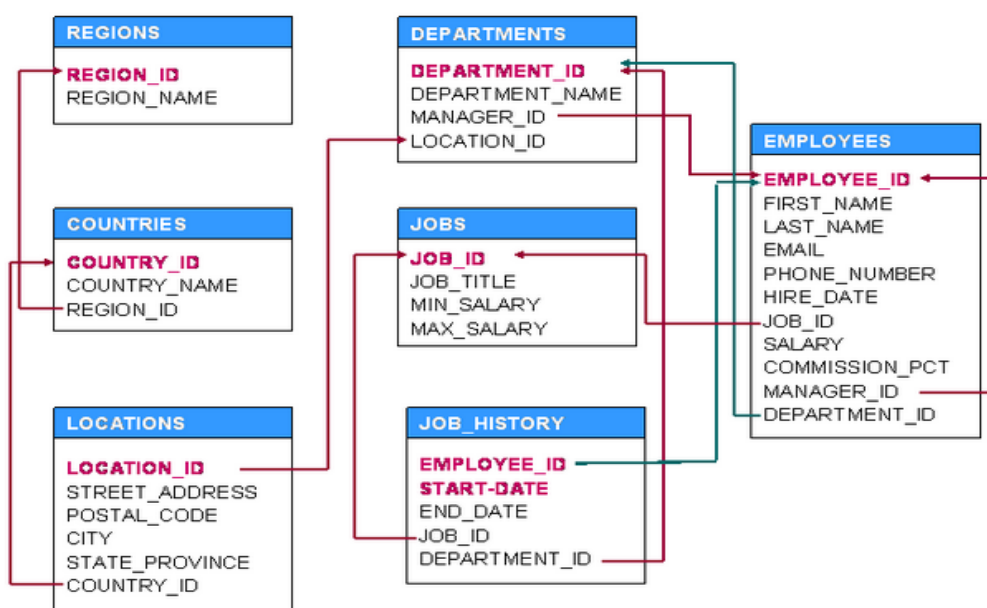 REGIONS
REGION_ID
REGION_NAME
DEPARTMENTS
DEPARTMENT_ID
DEPARTMENT_NAME
MANAGER_ID
LOCATION_ID
EMPLOYEES
EMPLOYEE_ID
FIRST_NAME
LAST_NAME
EMAIL
PHONE_NUMBER
HIRE_DATE
JOB_ID
SALARY
COMMISSION_PCT
MANAGER_ID
DEPARTMENT_ID
COUNTRIES
COUNTRY_ID
COUNTRY_NAME
REGION_ID
JOBS
JOB_ID
JOB_TITLE
MIN_SALARY
MAX_SALARY
LOCATIONS
LOCATION_ID
STREET_ADDRESS
POSTAL_CODE
CITY
STATE_PROVINCE
COUNTRY_ID
JOB_HISTORY
EMPLOYEE_ID
START-DATE
END_DATE
JOB_ID
DEPARTMENT_ID